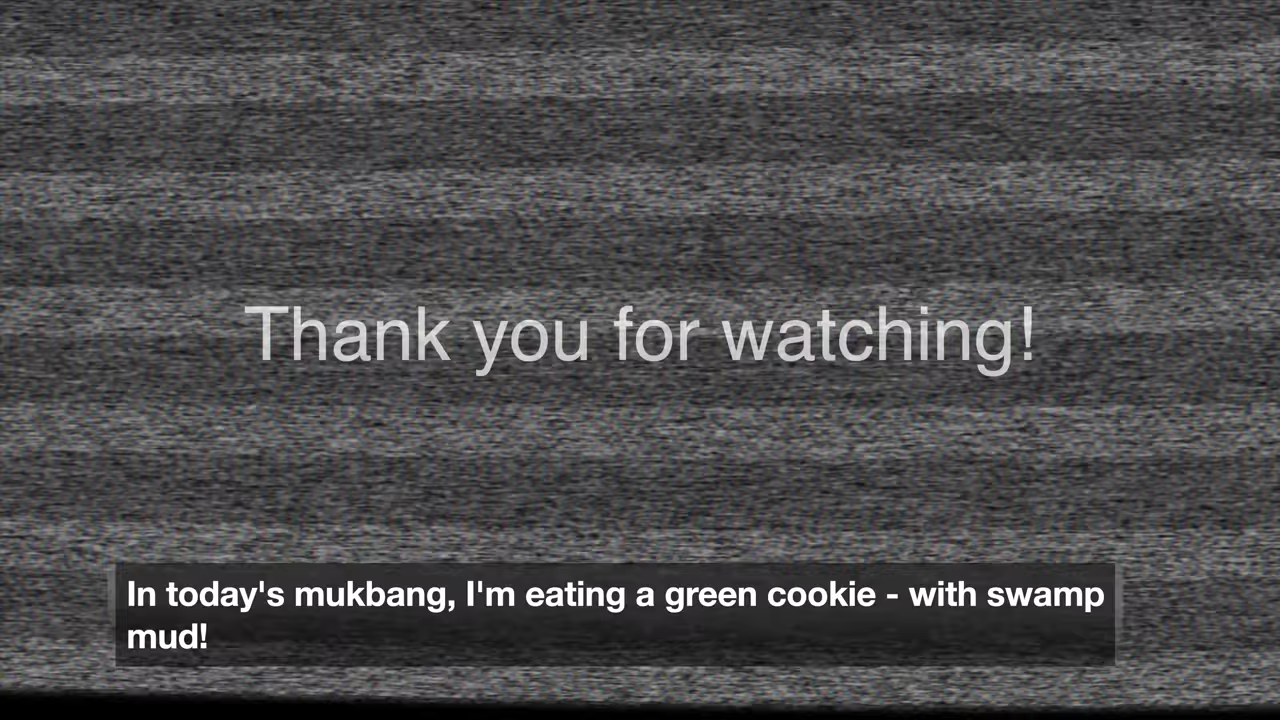 Thank you for watching!
In today's mukbang, I'm eating a green cookie - with swamp
mud!